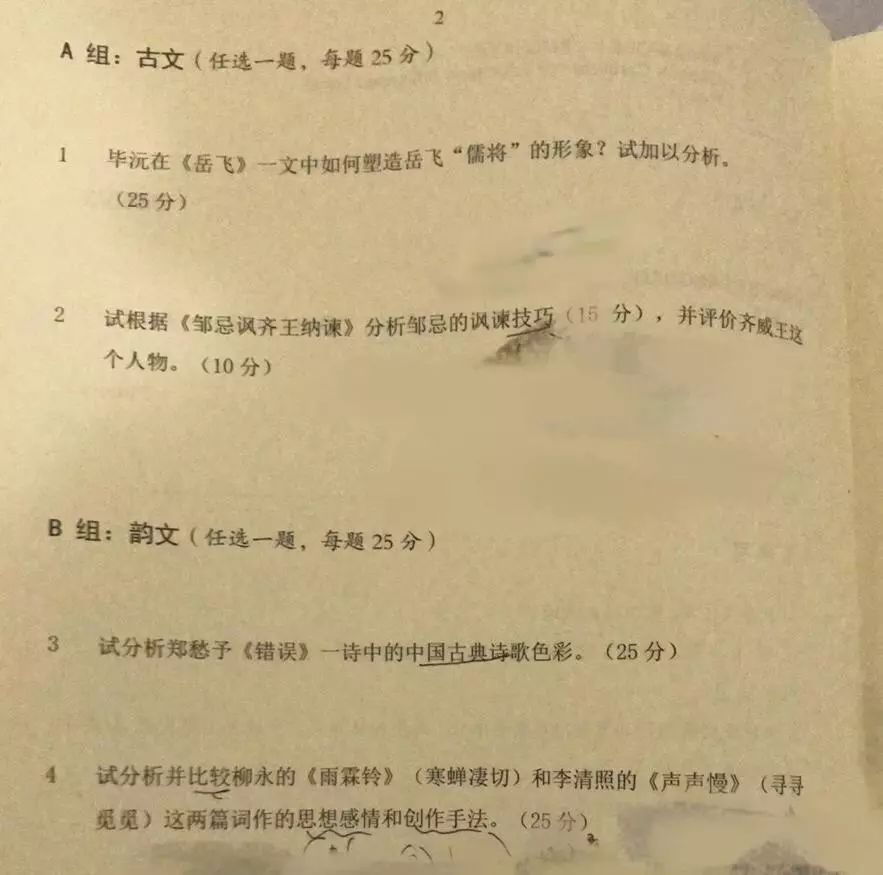 2
A 组：古文（任选一题，每题 25 分）
1 毕沅在《岳飞》一文中如何塑造岳飞“儒将”的形象？试加以分析。
（25 分）
2 试根据《邹忌讽齐王纳谏》分析邹忌的讽谏技巧（15 分），并评价齐威王这
个人物。（10 分）
B 组：韵文（任选一题，每题 25 分）
3 试分析郑愁予《错误》一诗中的中国古典诗歌色彩。（25 分）
4 试分析并比较柳永的《雨霖铃》（寒蝉凄切）和李清照的《声声慢》（寻寻
觅觅）这两篇词作的思想感情和创作手法。（25 分）